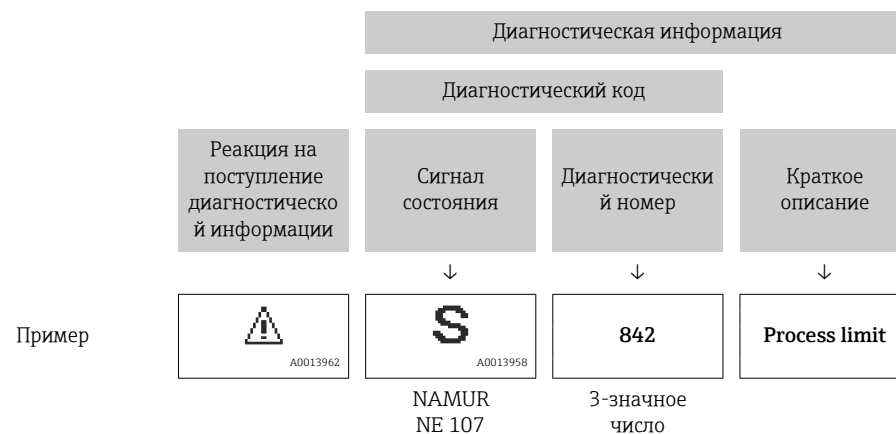 Диагностическая информация
Диагностический код
Реакция на
поступление
диагностическо
й информации
Сигнал
состояния
Диагностически
й номер
Краткое
описание
↓
↓
↓
Пример
A0013962
S
A0013958
842
Process limit
NAMUR
NE 107
3-значное
число